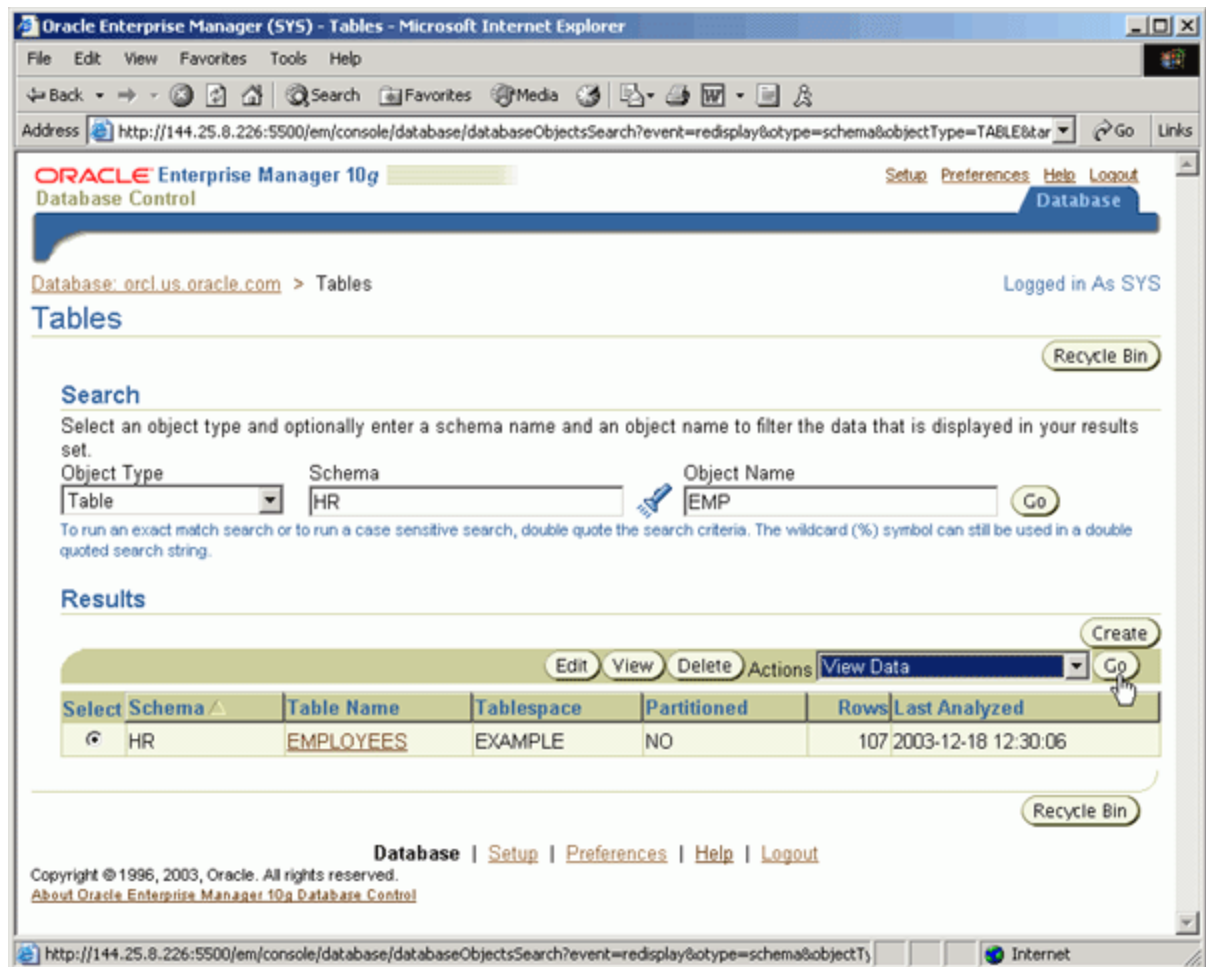 Oracle Enterprise Manager (SYS) - Tables - Microsoft Internet Explorer
File Edit View Favorites Tools Help
Back Search Favorites Media
Address http://144.25.8.226:5500/em/console/database/databaseObjectsSearch?event=redisplay&otype=schema&objectType=TABLE&tar Go Links
ORACLE Enterprise Manager 10g
Setup Preferences Help Logout
Database Control
Database
Database: orcl.us.oracle.com > Tables
Logged in As SYS
Tables
Recycle Bin
Search
Select an object type and optionally enter a schema name and an object name to filter the data that is displayed in your results
set.
Object Type Schema Object Name
Table HR EMP Go
To run an exact match search or to run a case sensitive search, double quote the search criteria. The wildcard (%) symbol can still be used in a double
quoted search string.
Results
Create
Edit View Delete Actions View Data Go
Select Schema Table Name Tablespace Partitioned Rows Last Analyzed
HR EMPLOYEES EXAMPLE NO 107 2003-12-18 12:30:06
Recycle Bin
Database | Setup | Preferences | Help | Logout
Copyright © 1996, 2003, Oracle. All rights reserved.
About Oracle Enterprise Manager 10g Database Control
http://144.25.8.226:5500/em/console/database/databaseObjectsSearch?event=redisplay&otype=schema&objectTy Internet